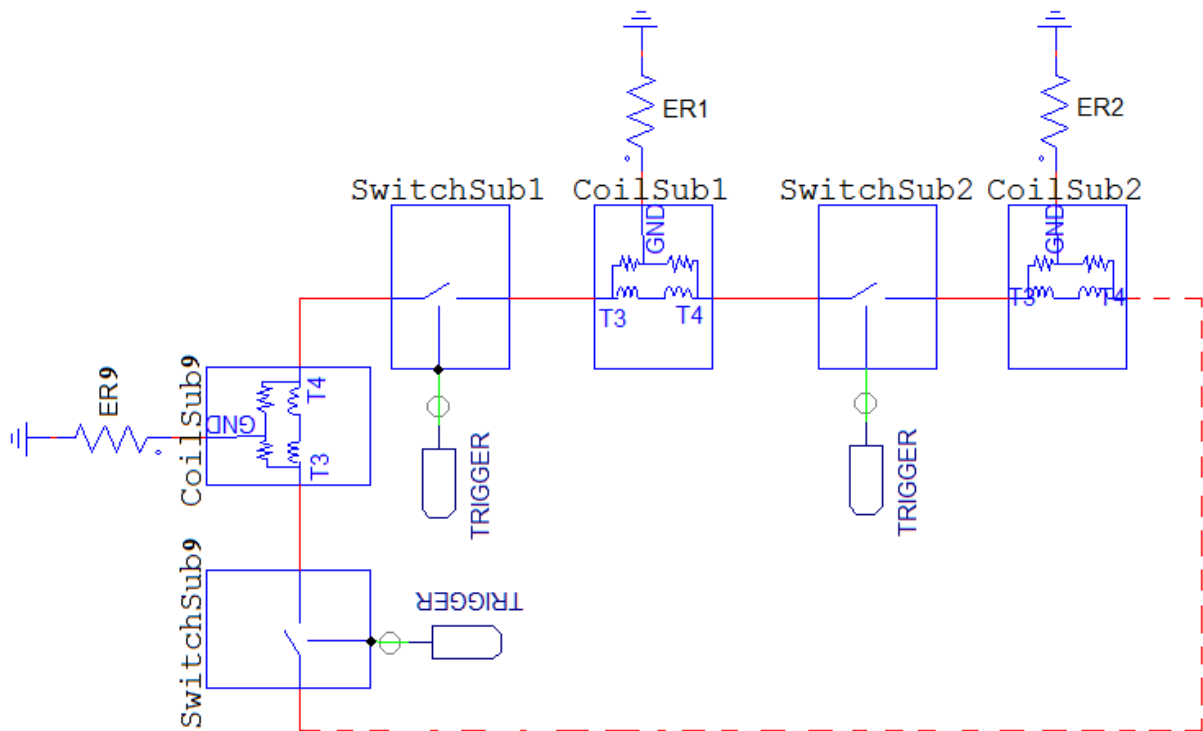 ER1
ER2
SwitchSub1
CoilSub1
SwitchSub2
CoilSub2
GND
GND
T3
T4
T3
T4
ER9
CoilSub9
GND
T4
T3
TRIGGER
TRIGGER
SwitchSub9
TRIGGER